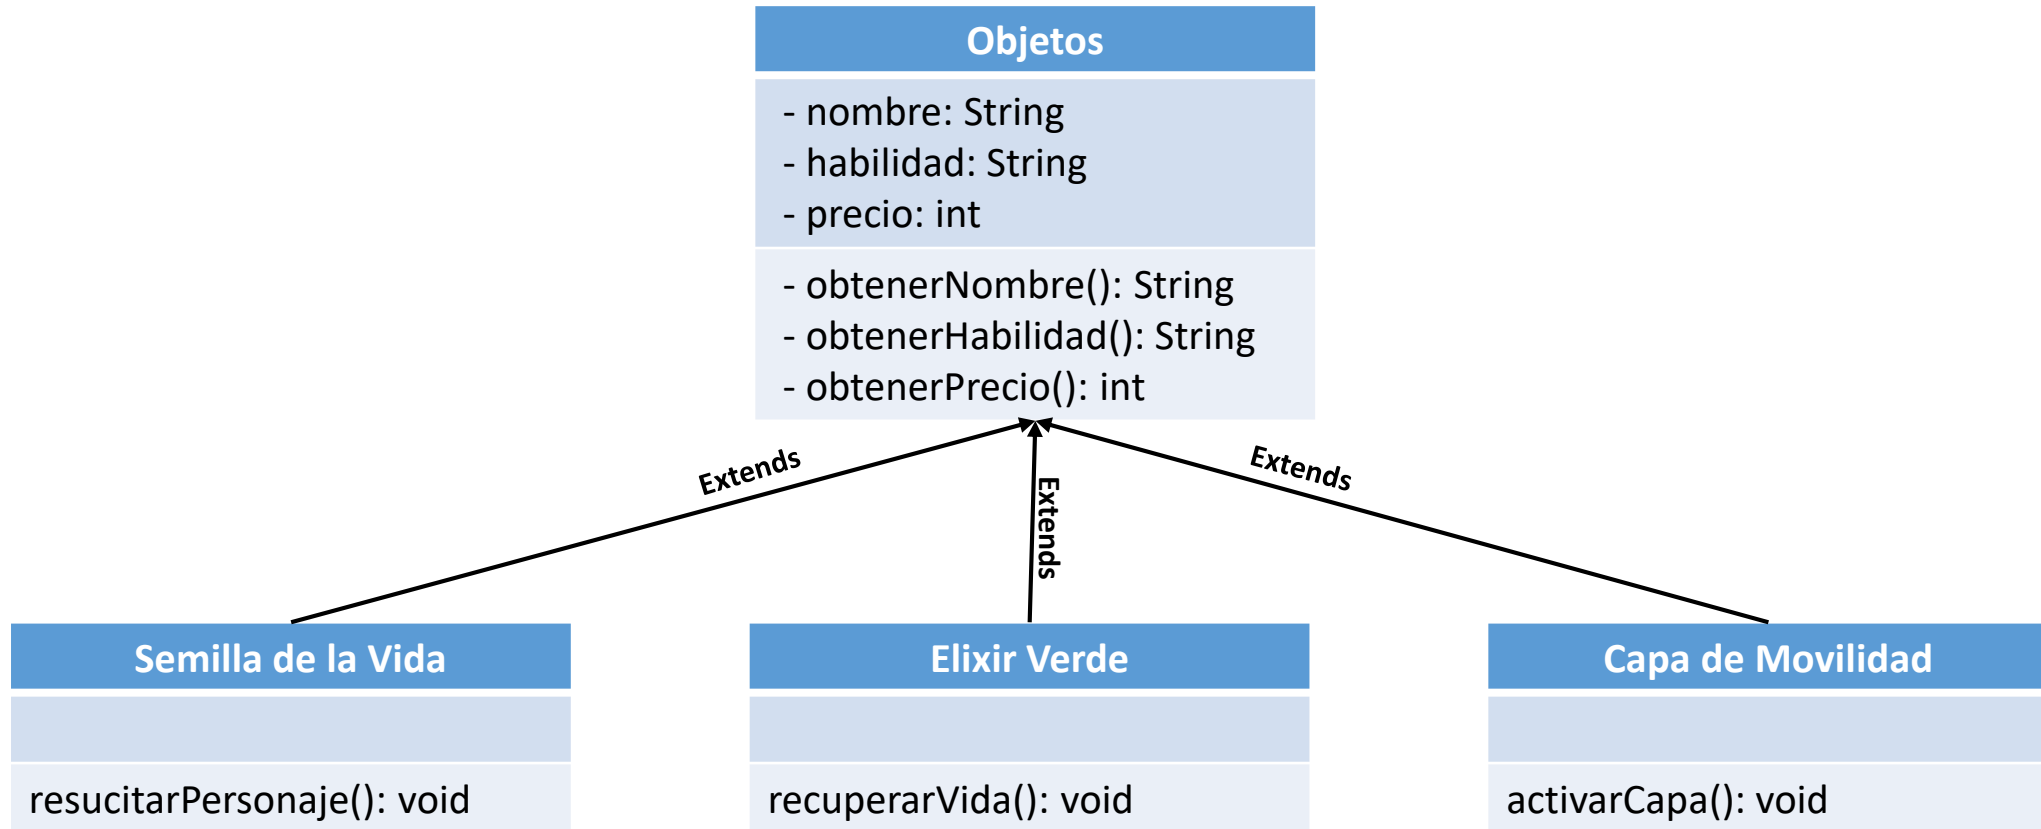 Objetos
- nombre: String
- habilidad: String
- precio: int
- obtenerNombre(): String
- obtenerHabilidad(): String
- obtenerPrecio(): int
Extends
Extends
Extends
Semilla de la Vida
resucitarPersonaje(): void
Elixir Verde
recuperarVida(): void
Capa de Movilidad
activarCapa(): void